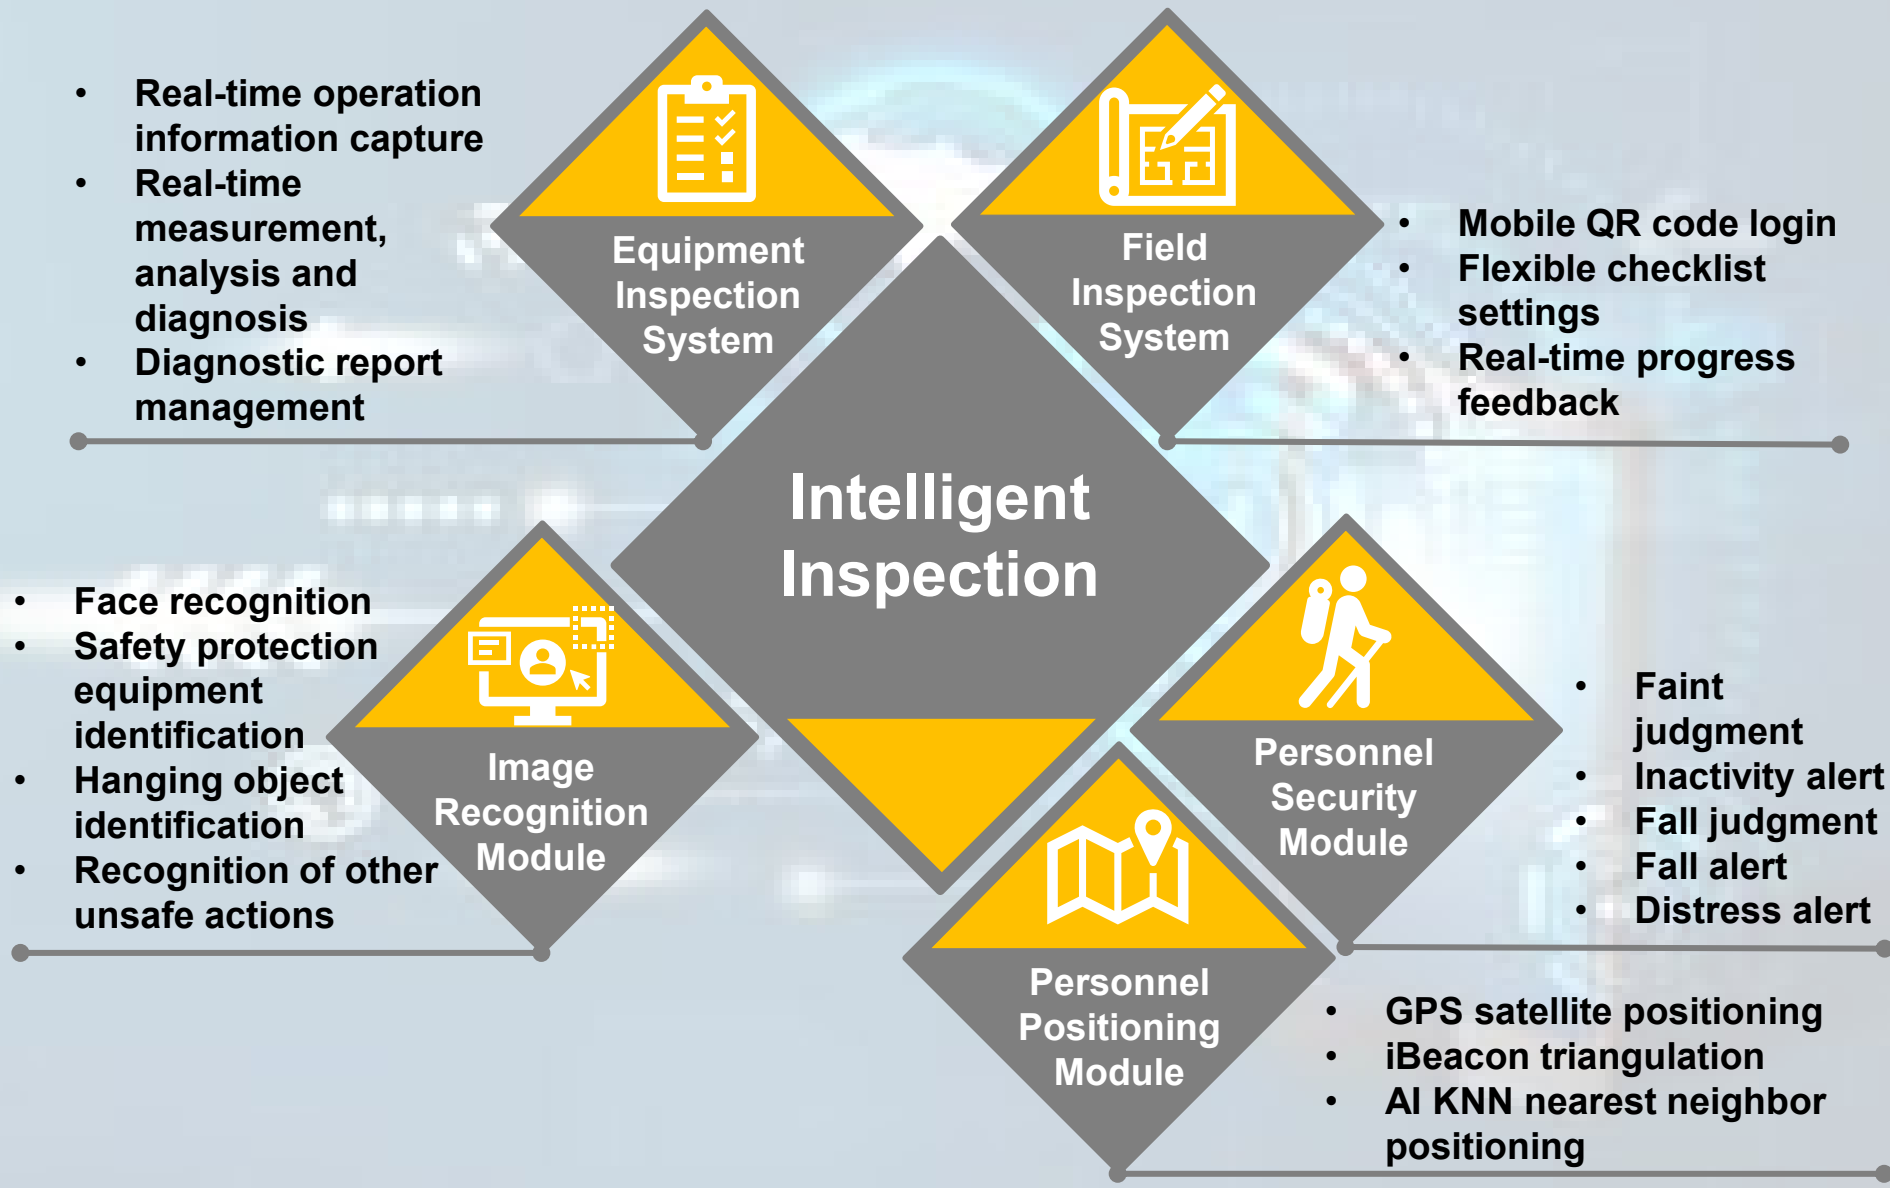 • Real-time operation
information capture
• Real-time
measurement,
analysis and
diagnosis
• Diagnostic report
management
Equipment
Inspection
System
Field
Inspection
System
• Mobile QR code login
• Flexible checklist
settings
• Real-time progress
feedback
Intelligent
Inspection
• Face recognition
• Safety protection
equipment
identification
• Hanging object
identification
• Recognition of other
unsafe actions
Image
Recognition
Module
Personnel
Security
Module
• Faint
judgment
• Inactivity alert
• Fall judgment
• Fall alert
• Distress alert
Personnel
Positioning
Module
• GPS satellite positioning
• iBeacon triangulation
• AI KNN nearest neighbor
positioning